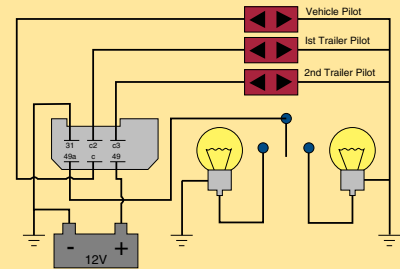 Vehicle Pilot
Ist Trailer Pilot
2nd Trailer Pilot
31 c2 c3
49a c 49
- +
12V